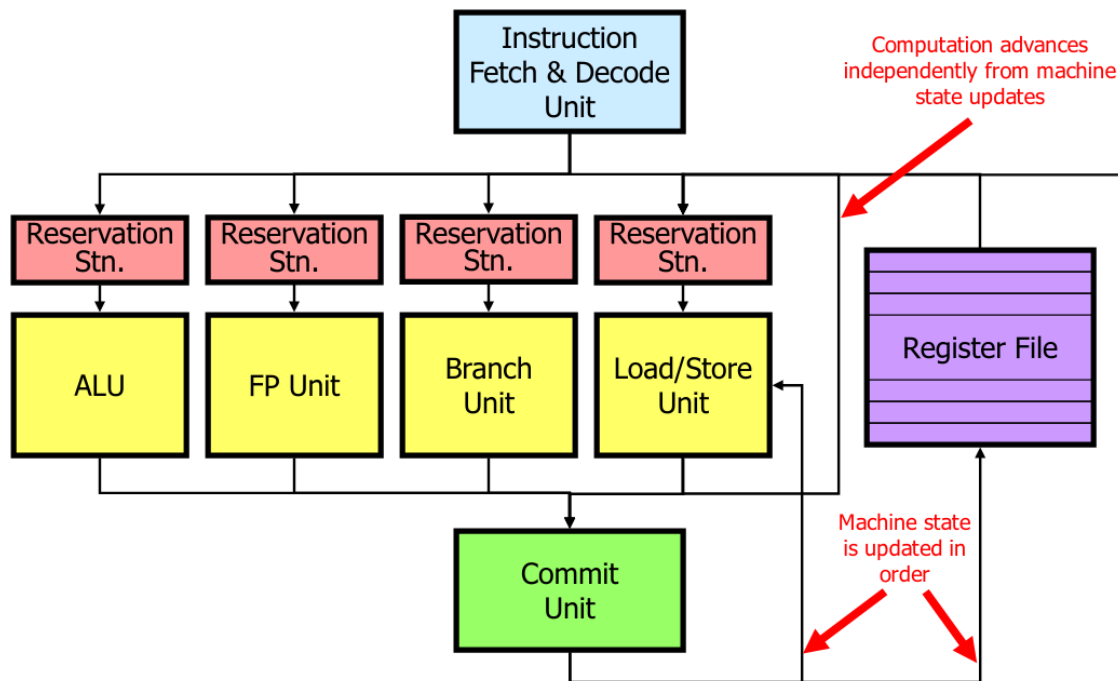 Instruction
Fetch & Decode
Unit
Computation advances
independently from machine
state updates
Reservation
Stn.
Reservation
Stn.
Reservation
Stn.
Reservation
Stn.
ALU
FP Unit
Branch
Unit
Load/Store
Unit
Register File
Commit
Unit
Machine state
is updated in
order